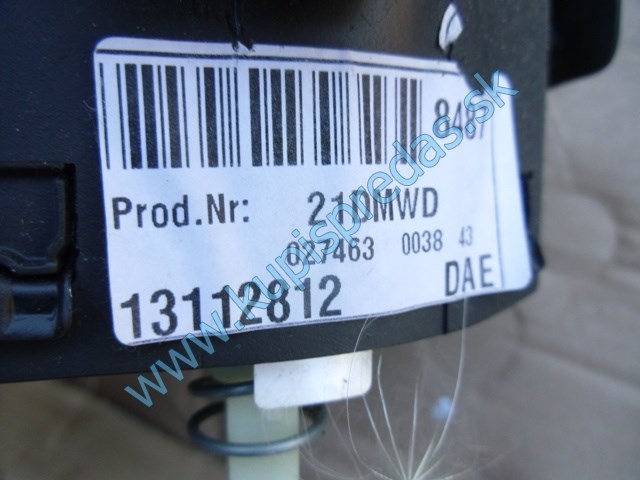 8487
Prod.Nr: 210MWD
027463 0038 43
13112812 DAE
www.kupispredas.sk